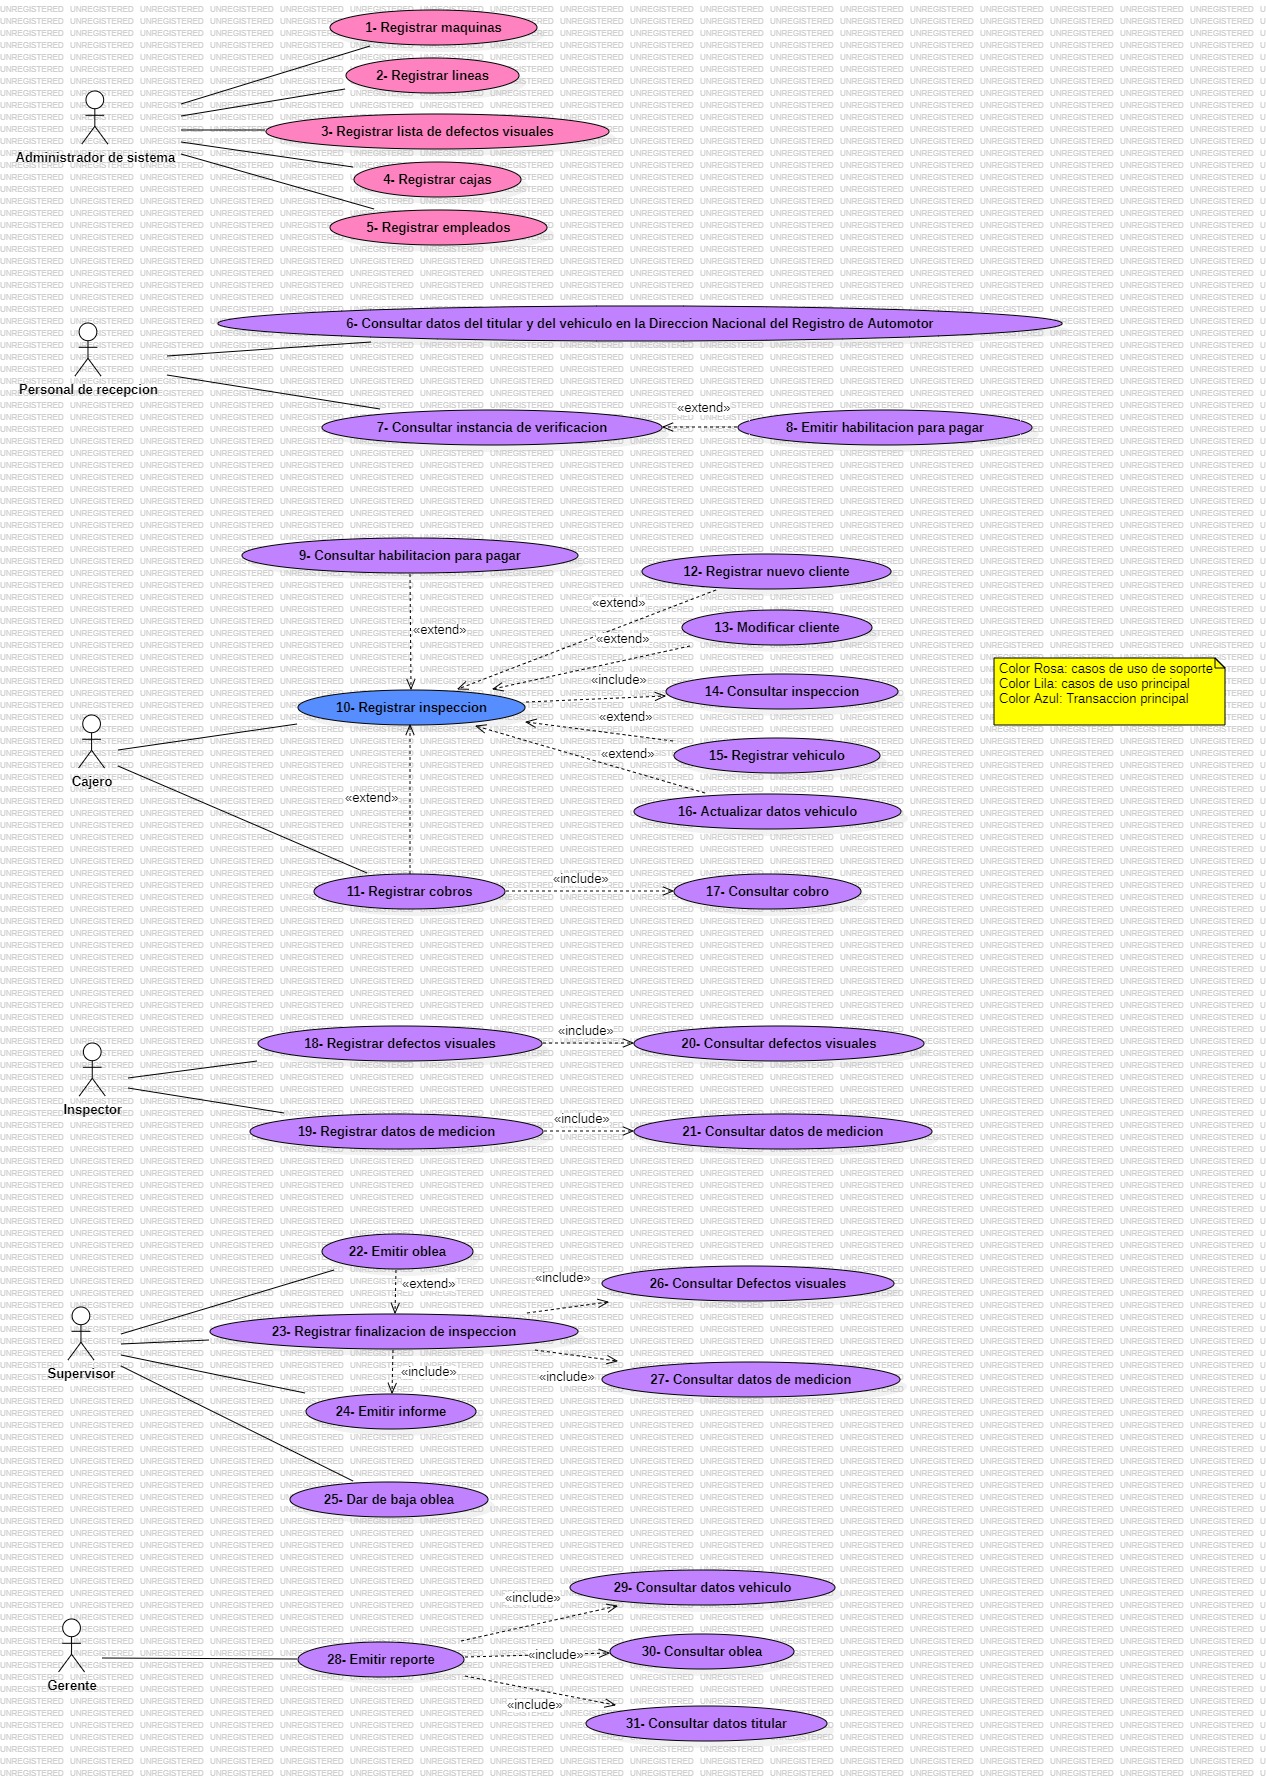 1- Registrar maquinas
2- Registrar lineas
3- Registrar lista de defectos visuales
Administrador de sistema
4- Registrar cajas
5- Registrar empleados
6- Consultar datos del titular y del vehiculo en la Direccion Nacional del Registro de Automotor
Personal de recepcion
«extend»
7- Consultar instancia de verificacion
8- Emitir habilitacion para pagar
9- Consultar habilitacion para pagar
12- Registrar nuevo cliente
«extend»
«extend»
13- Modificar cliente
«extend»
«include»
14- Consultar inspeccion
10- Registrar inspeccion
«extend»
15- Registrar vehiculo
«extend»
Cajero
«extend»
16- Actualizar datos vehiculo
Color Rosa: casos de uso de soporte
Color Lila: casos de uso principal
Color Azul: Transaccion principal
11- Registrar cobros
«include»
17- Consultar cobro
18- Registrar defectos visuales
«include»
20- Consultar defectos visuales
Inspector
19- Registrar datos de medicion
«include»
21- Consultar datos de medicion
22- Emitir oblea
«extend»
«include»
26- Consultar Defectos visuales
23- Registrar finalizacion de inspeccion
Supervisor
«include»
«include»
27- Consultar datos de medicion
24- Emitir informe
25- Dar de baja oblea
«include»
29- Consultar datos vehiculo
28- Emitir reporte
«include»
30- Consultar oblea
Gerente
«include»
31- Consultar datos titular
UNREGISTERED